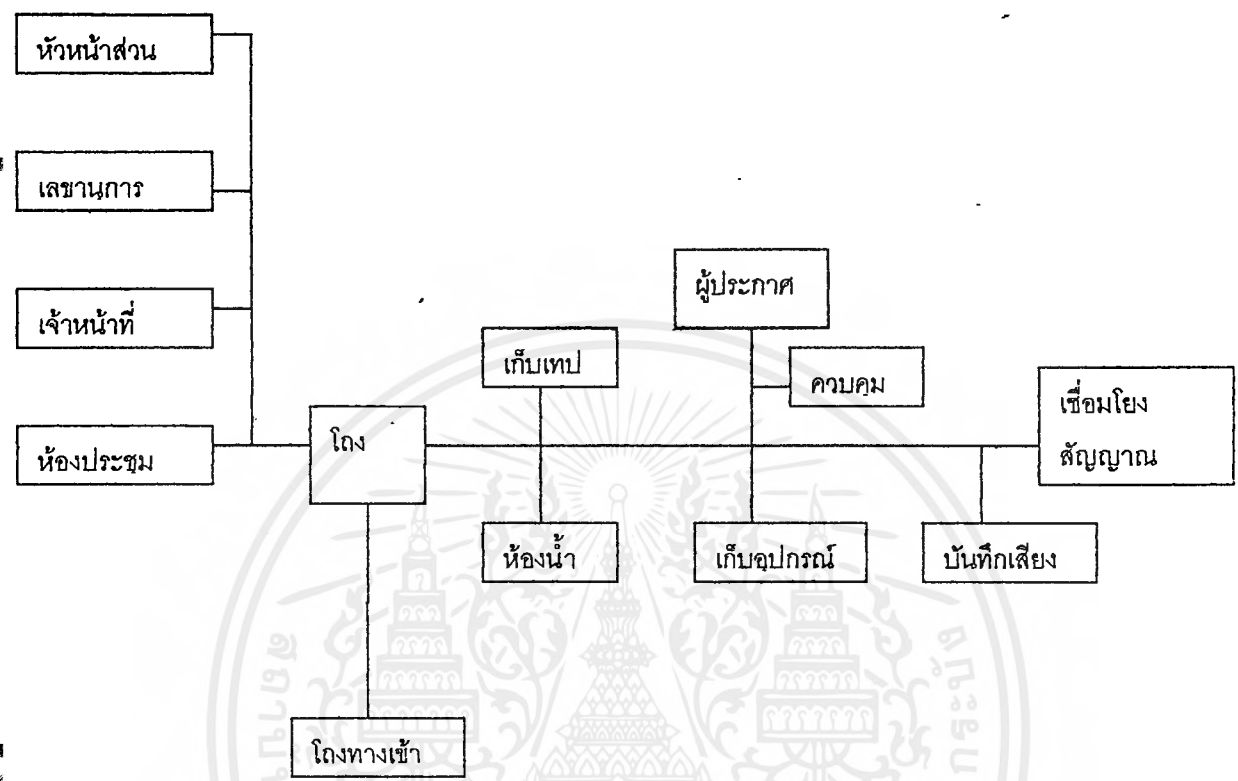 หัวหน้าส่วน
เลขานุการ
เจ้าหน้าที่
ห้องประชุม
โถง
โถงทางเข้า
เก็บเทป
ห้องน้ำ
ผู้ประกาศ
ควบคุม
เก็บอุปกรณ์
เชื่อมโยง
สัญญาณ
บันทึกเสียง